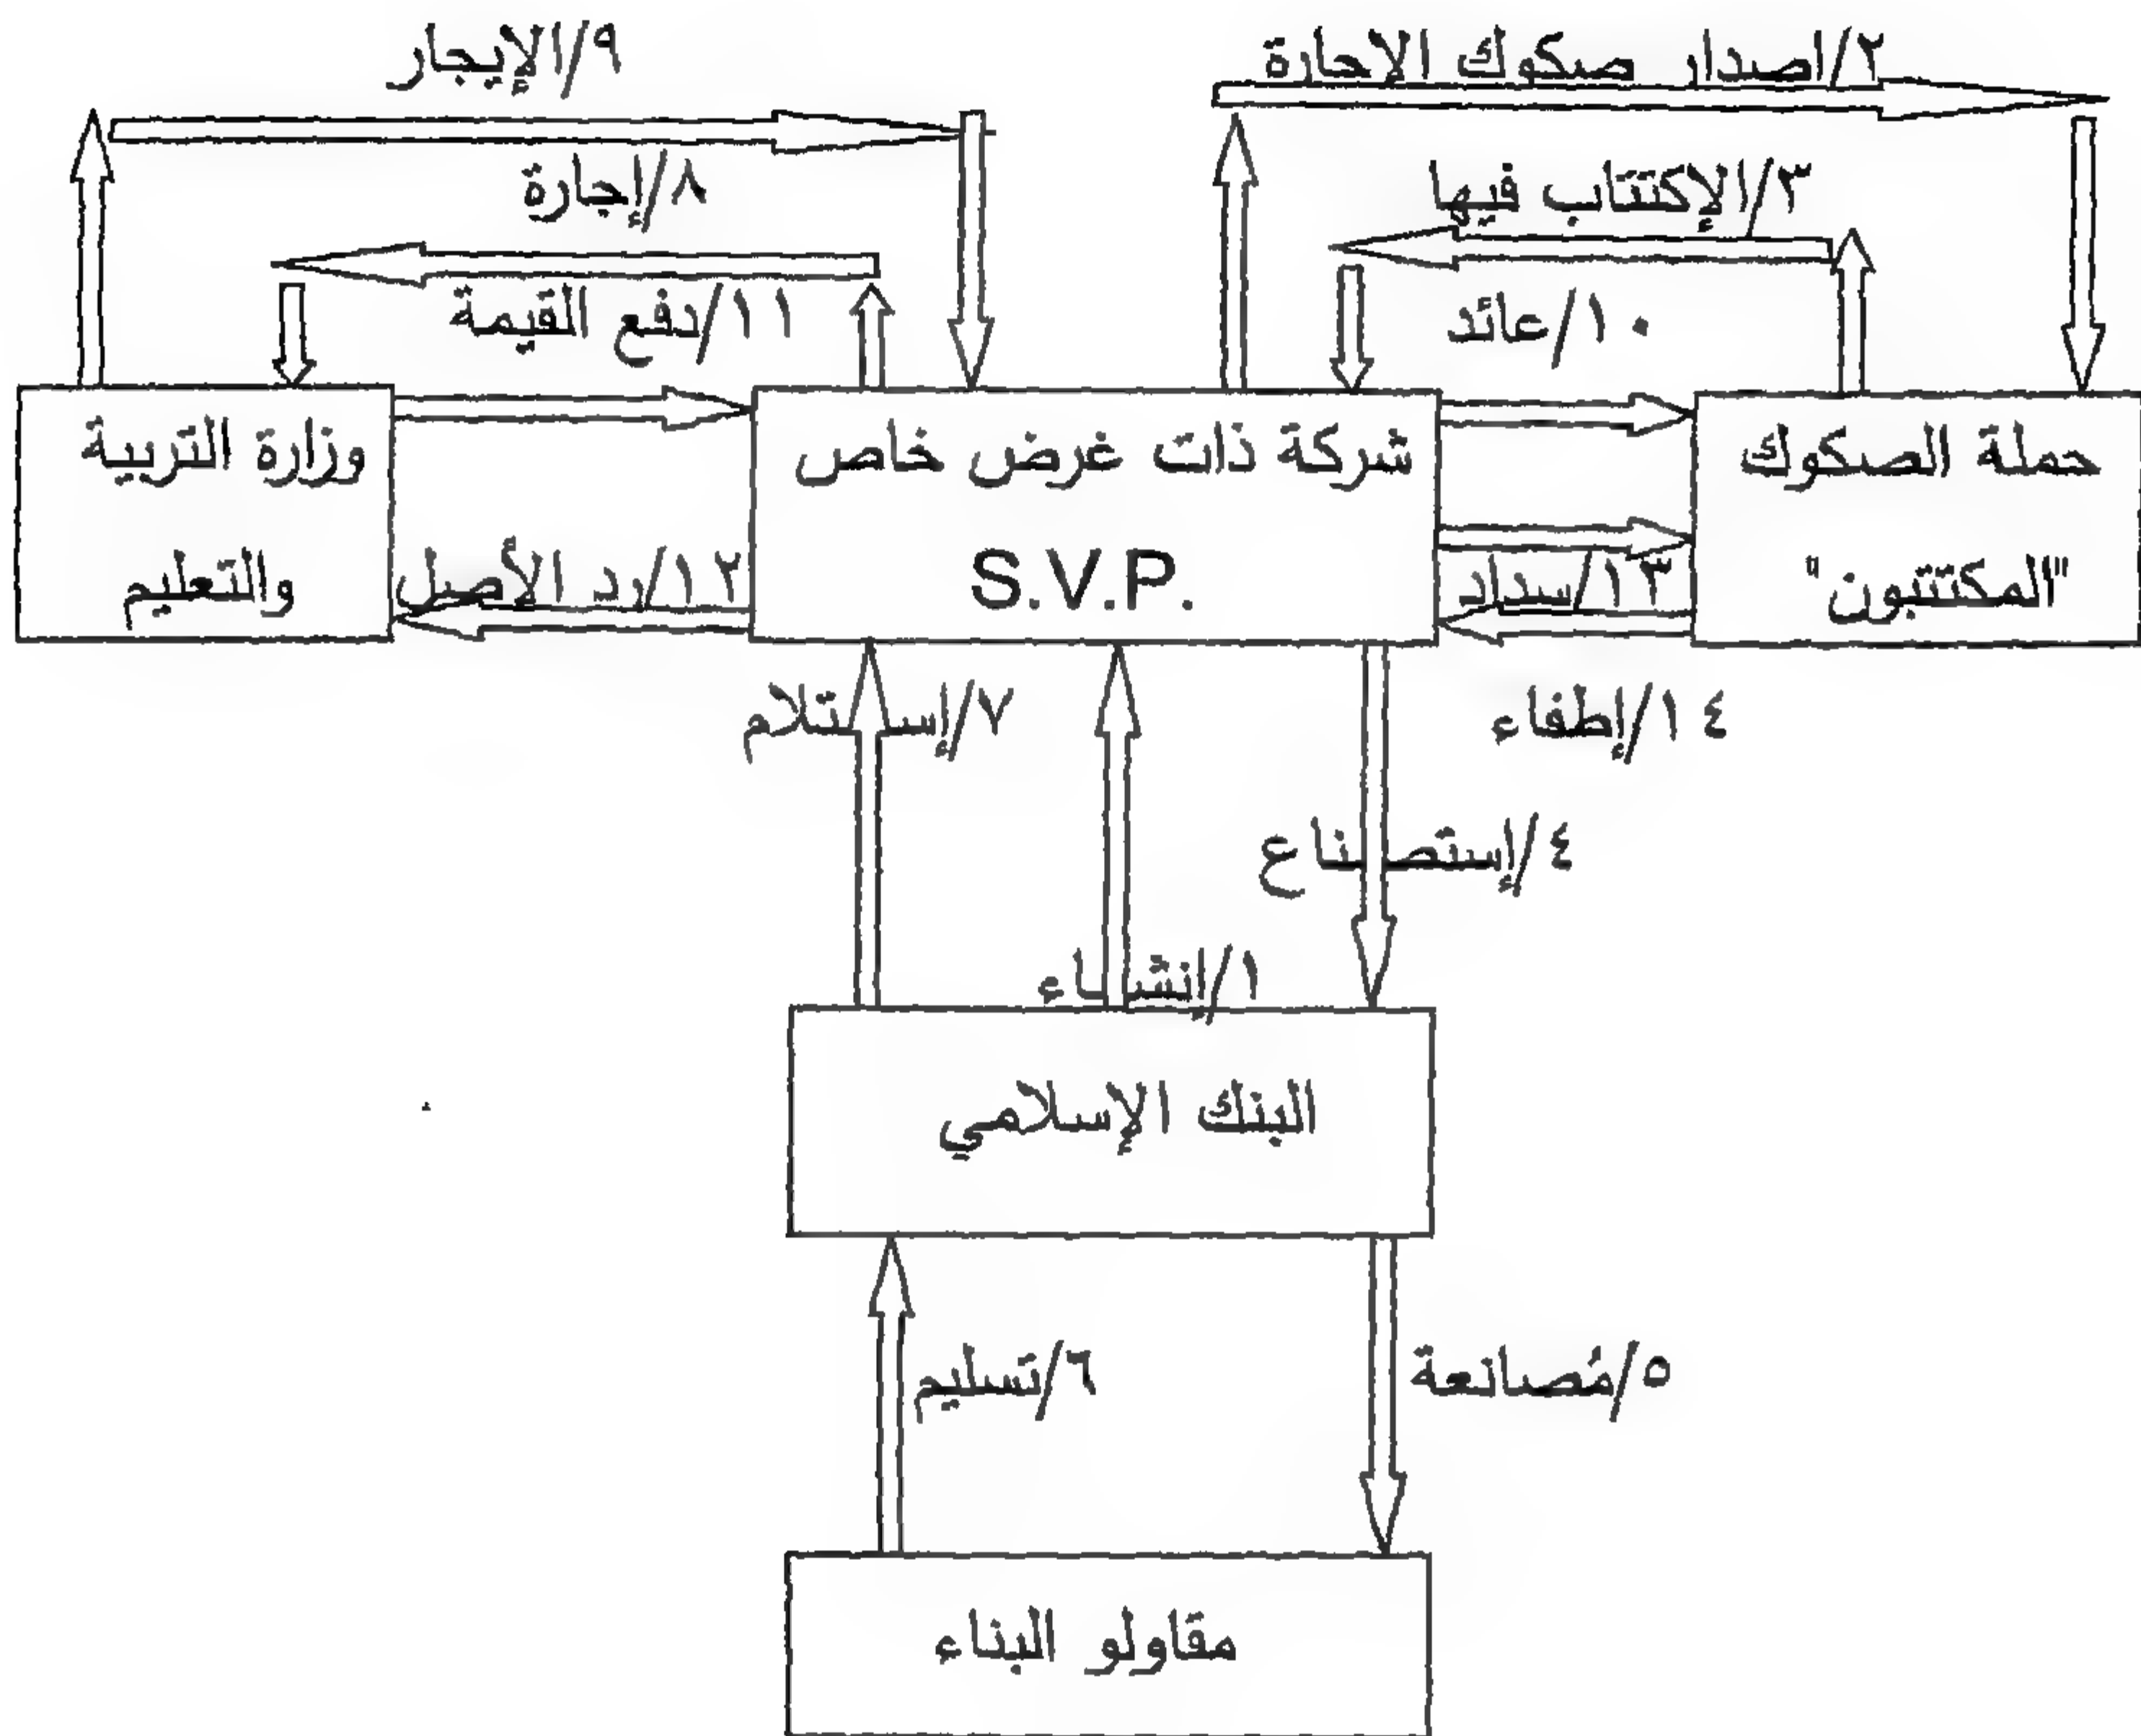 ٢/اصدار صكوك الاجارة
٩/الإيجار
٣/الإكتتاب فيها
٨/إجارة
١٠/عائد
١١/دفع القيمة
حملة الصكوك
"المكتتبون"
شركة ذات غرض خاص
S.V.P.
وزارة التربية
والتعليم
١٣/سداد
١٢/رد الأصل
١٤/إطفاء
٧/إستلام
٤/إستصناع
١/إنشاء
البنك الإسلامي
٥/مُصانعة
٦/تسليم
مقاولو البناء